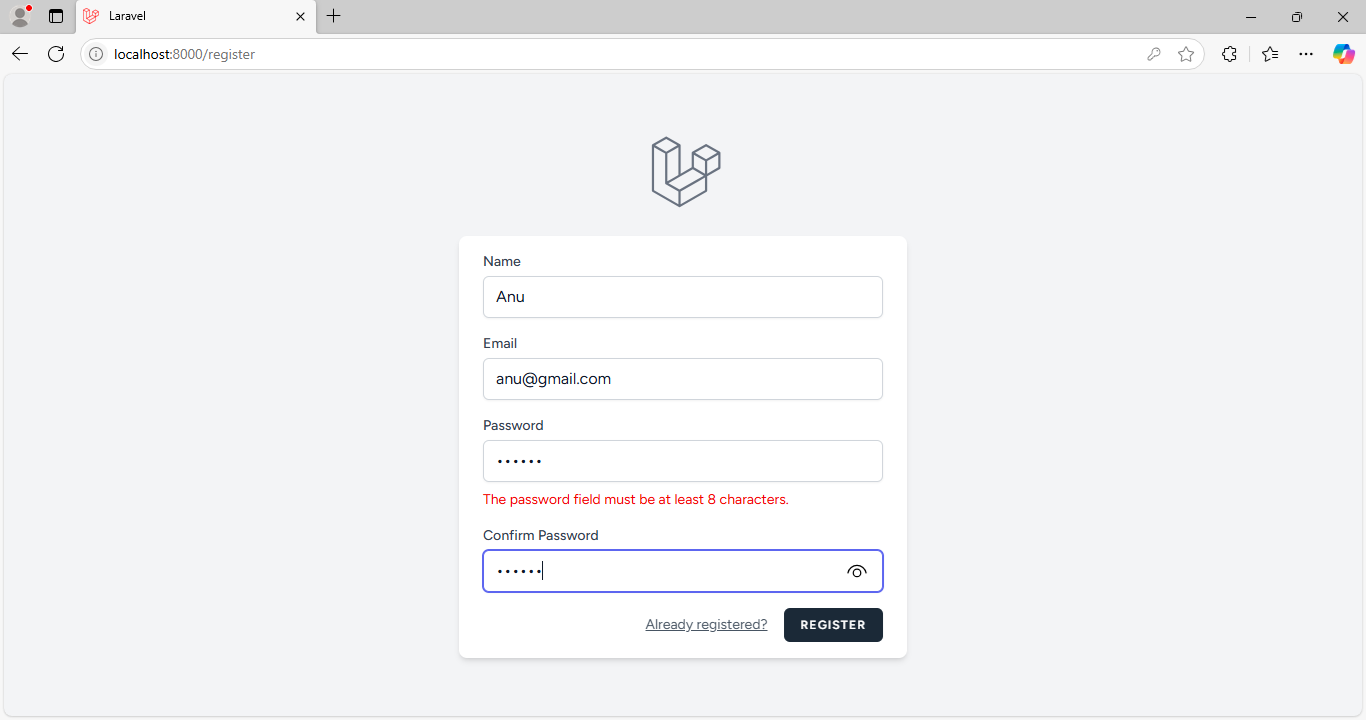 Laravel
localhost:8000/register
Name
Anu
Email
anu@gmail.com
Password
••••••
The password field must be at least 8 characters.
Confirm Password
••••••
Already registered? REGISTER